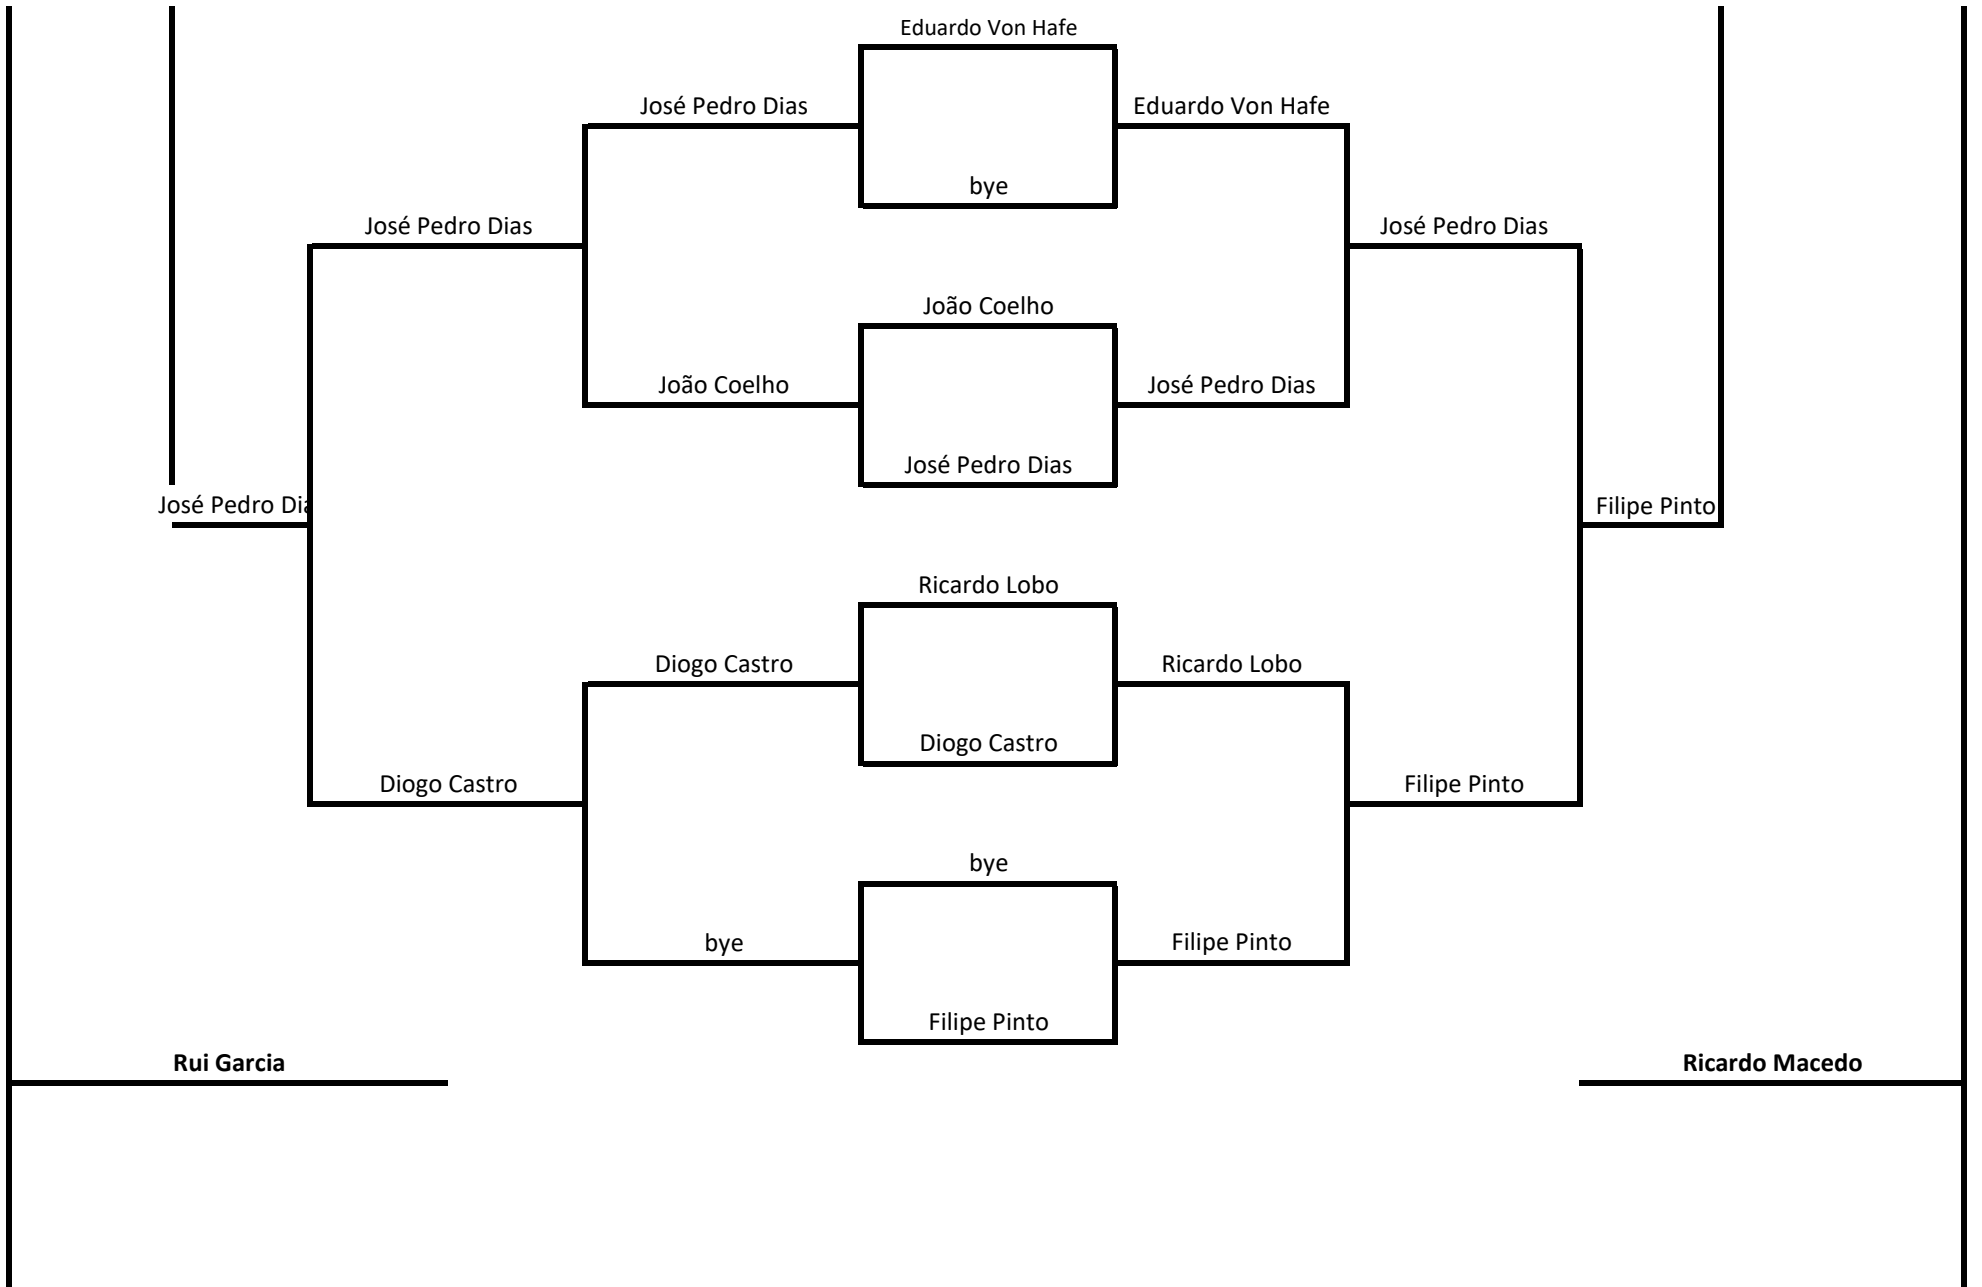 Eduardo Von Hafe
José Pedro Dias
Eduardo Von Hafe
bye
José Pedro Dias
José Pedro Dias
João Coelho
João Coelho
José Pedro Dias
José Pedro Dias
José Pedro Dia
Filipe Pinto
Ricardo Lobo
Diogo Castro
Ricardo Lobo
Diogo Castro
Diogo Castro
Filipe Pinto
bye
bye
Filipe Pinto
Filipe Pinto
Rui Garcia
Ricardo Macedo